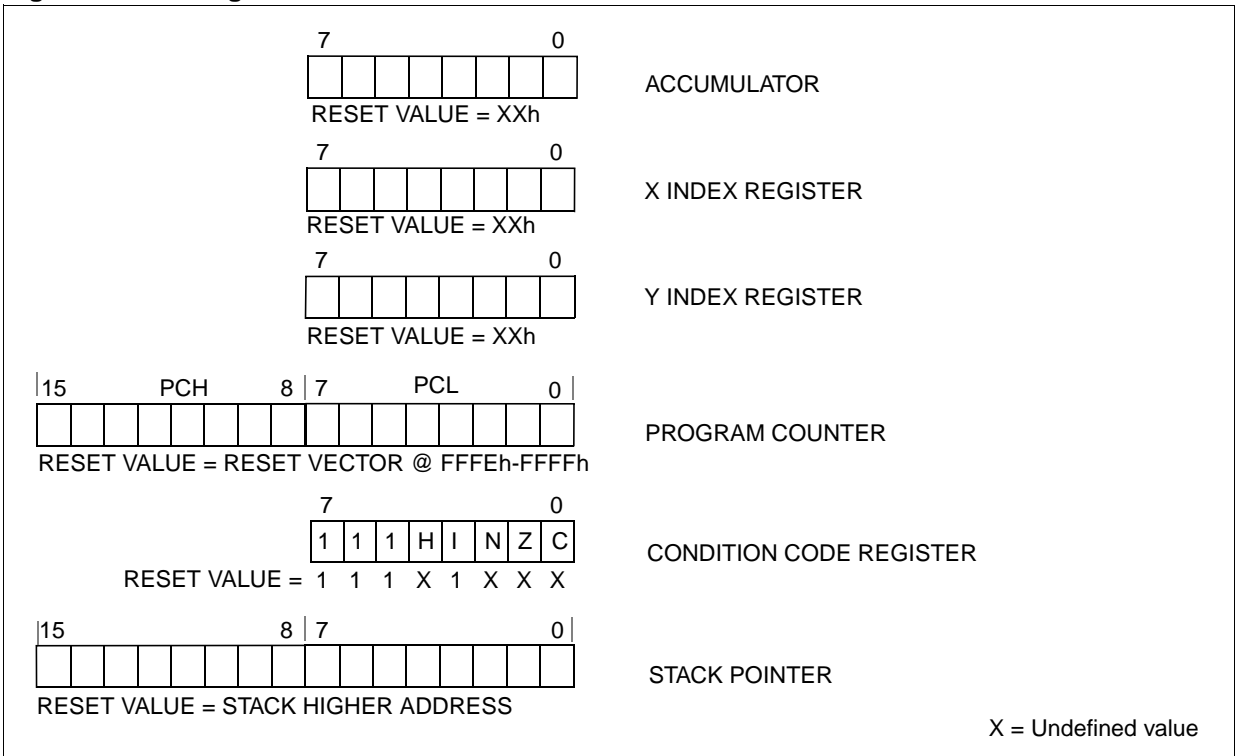 7 0
ACCUMULATOR
RESET VALUE = XXh
7 0
X INDEX REGISTER
RESET VALUE = XXh
7 0
Y INDEX REGISTER
RESET VALUE = XXh
15 PCH 8 7 PCL 0
PROGRAM COUNTER
RESET VALUE = RESET VECTOR @ FFFEh-FFFFh
7 0
1 1 1 H I N Z C
CONDITION CODE REGISTER
RESET VALUE = 1 1 1 X 1 X X X
15 8 7 0
STACK POINTER
RESET VALUE = STACK HIGHER ADDRESS
X = Undefined value